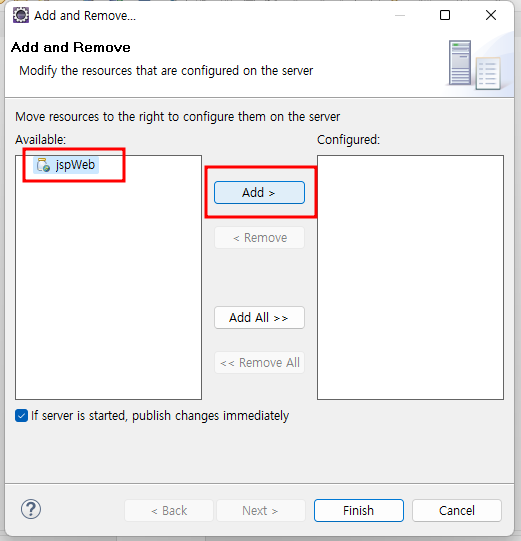 Add and Remove...
Add and Remove
Modify the resources that are configured on the server
Move resources to the right to configure them on the server
Available:
Configured:
jspWeb
Add >
< Remove
Add All >>
<< Remove All
If server is started, publish changes immediately
?
< Back
Next >
Finish
Cancel